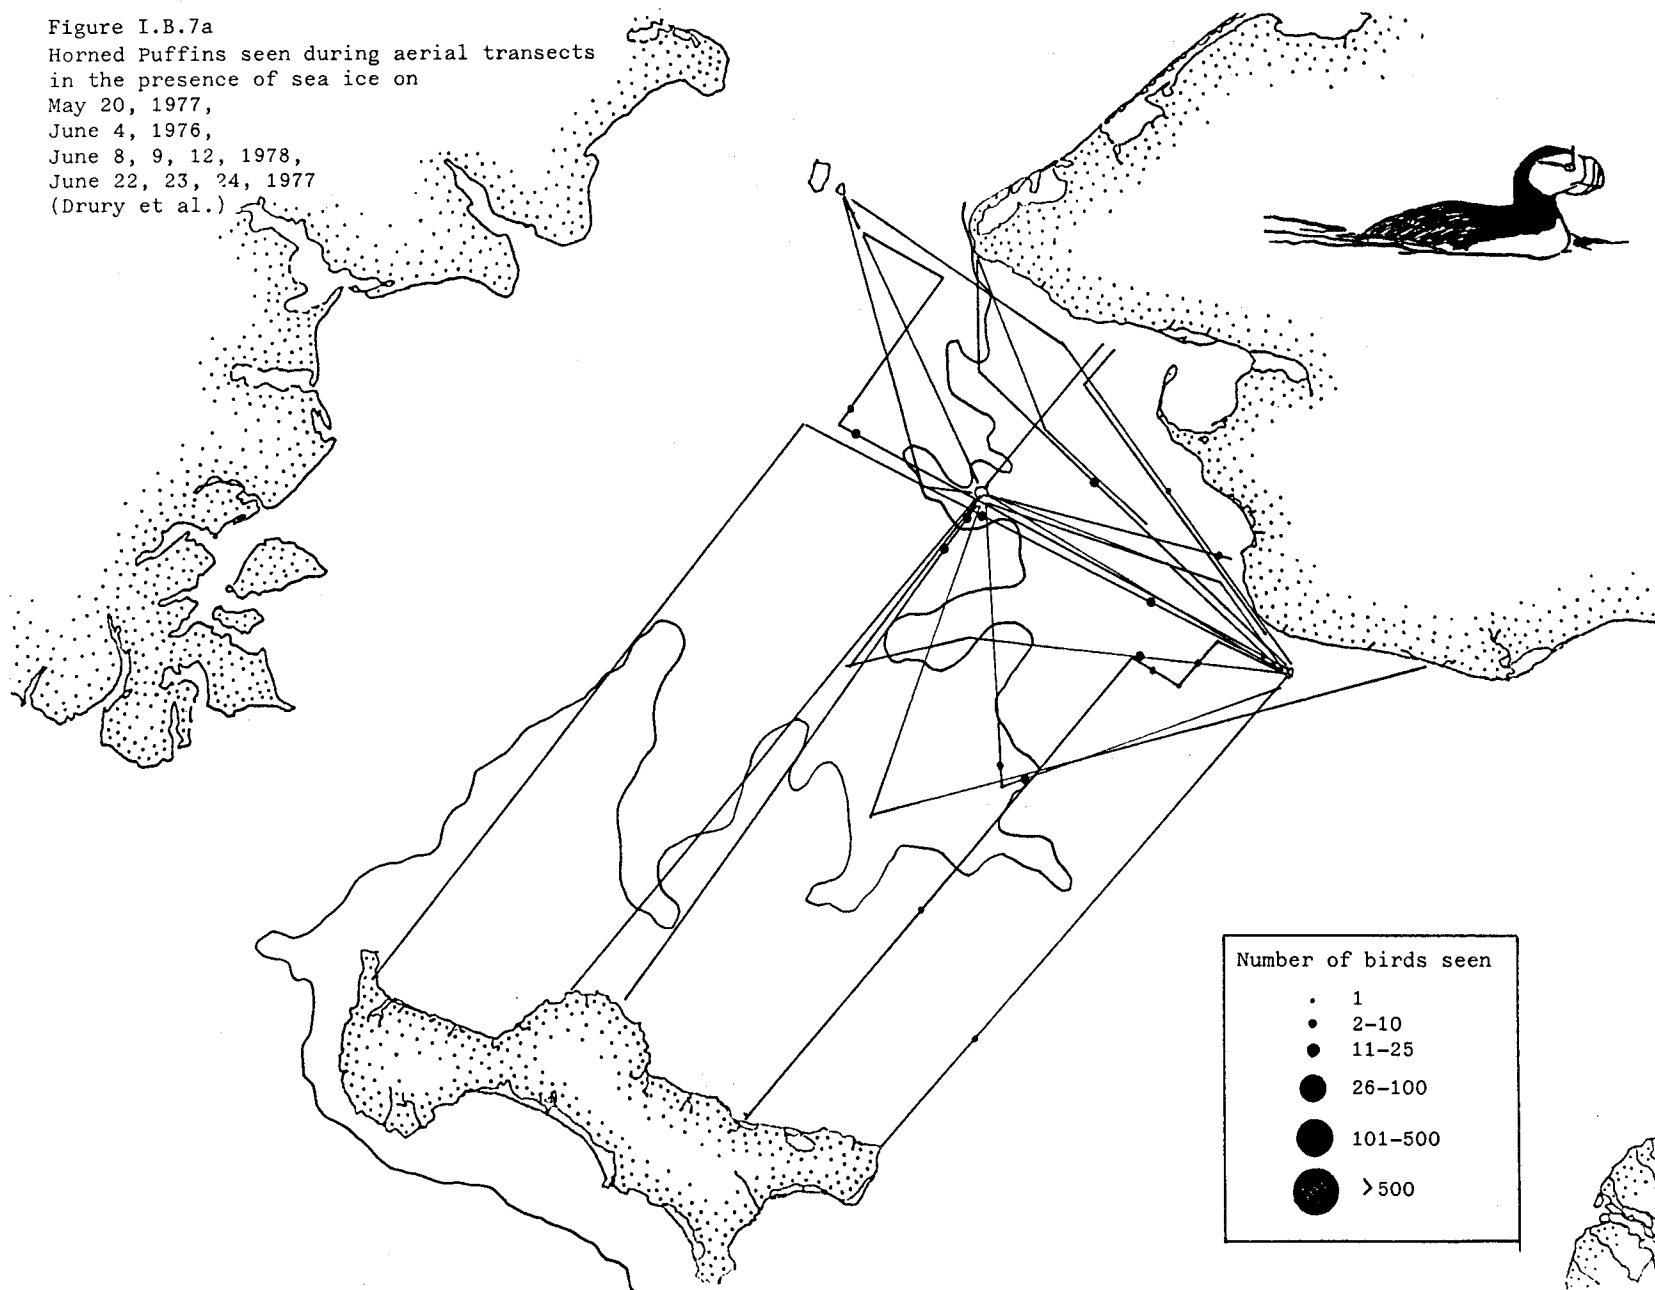 Figure I.B.7a
Horned Puffins seen during aerial transects
in the presence of sea ice on
May 20, 1977,
June 4, 1976,
June 8, 9, 12, 1978,
June 22, 23, 24, 1977
(Drury et al.)
Number of birds seen
1
2-10
11-25
26-100
101-500
>500